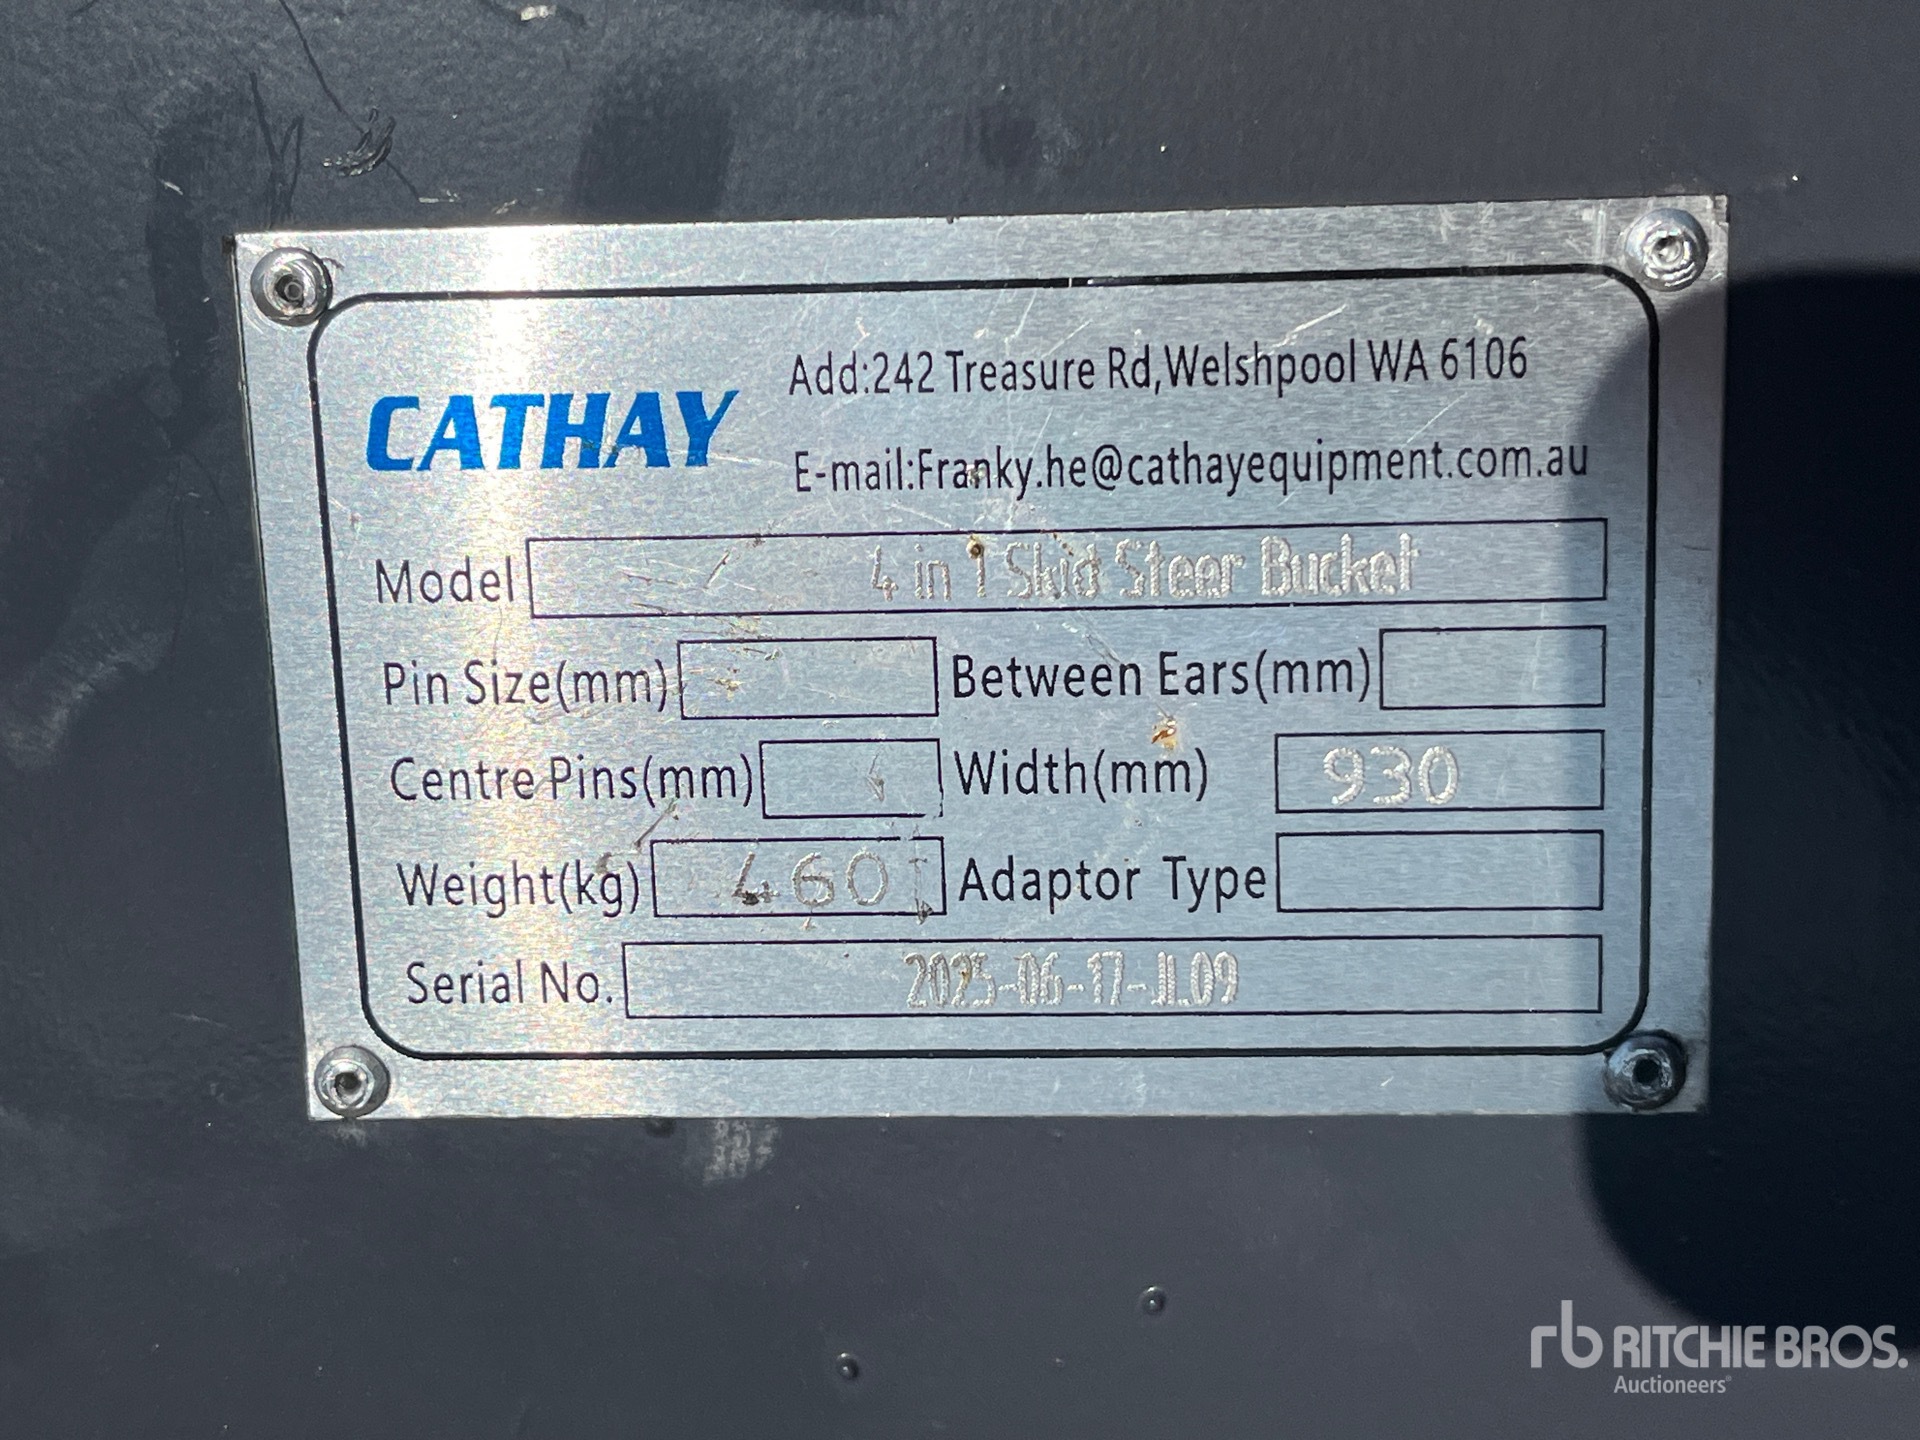 CATHAY
Add:242 Treasure Rd,Welshpool WA 6106
E-mail:Franky.he@cathayequipment.com.au
Model 4 in 1 Skid Steer Bucket
Pin Size(mm) Between Ears(mm)
Centre Pins(mm) Width(mm) 930
Weight(kg) 460 Adaptor Type
Serial No. 2025-06-17-JL09
rb RITCHIE BROS.
Auctioneers